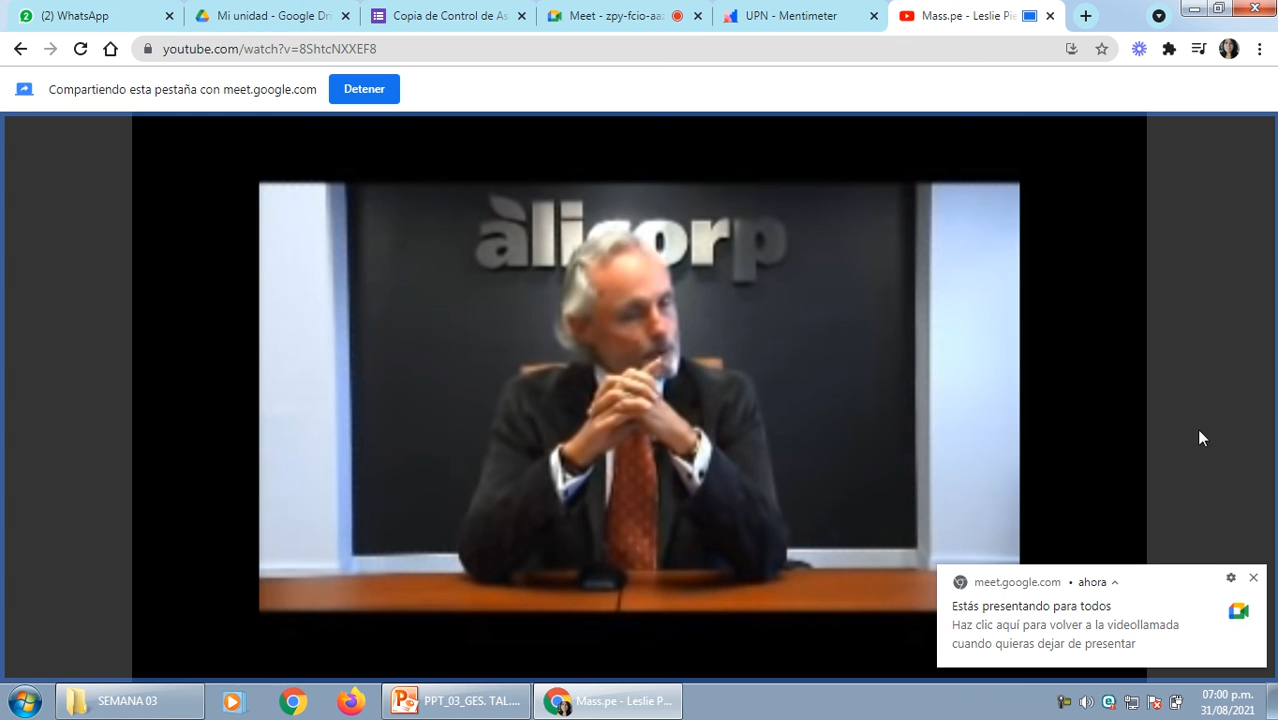 (2) WhatsApp
Mi unidad - Google D
Copia de Control de As
Meet - zpy-fcio-aa
UPN - Mentimeter
Mass.pe - Leslie Pie
youtube.com/watch?v=8ShtcNXXEF8
Compartiendo esta pestaña con meet.google.com
Detener
àlicorp
meet.google.com • ahora
Estás presentando para todos
Haz clic aquí para volver a la videollamada
cuando quieras dejar de presentar
SEMANA 03
PPT_03_GES. TAL....
Mass.pe - Leslie P...
07:00 p.m.
31/08/2021